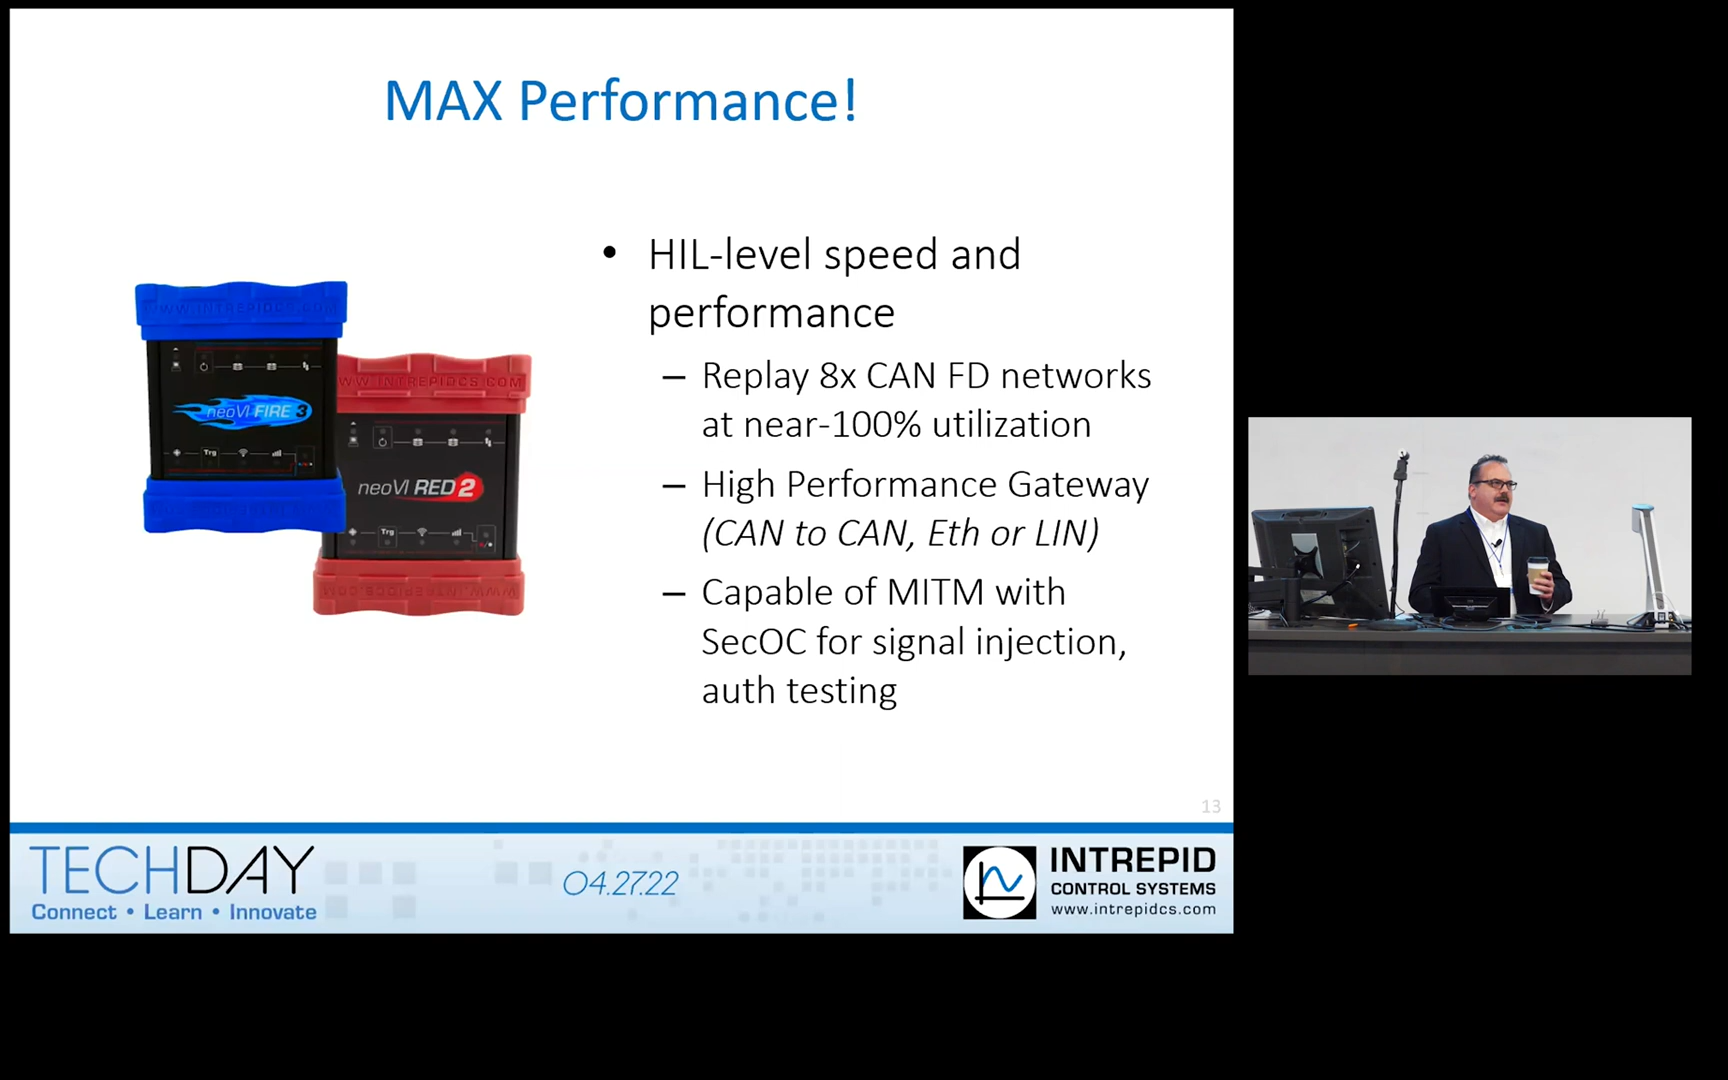 MAX Performance!
• HIL-level speed and
performance
– Replay 8x CAN FD networks
at near-100% utilization
– High Performance Gateway
(CAN to CAN, Eth or LIN)
– Capable of MITM with
SecOC for signal injection,
auth testing
WWW.INTREPIDCS.COM
neoVI FIRE 3
Trg
WWW.INTREPIDCS.COM
neoVI RED 2
Trg
13
TECHDAY
Connect • Learn • Innovate
04.27.22
INTREPID
CONTROL SYSTEMS
www.intrepidcs.com